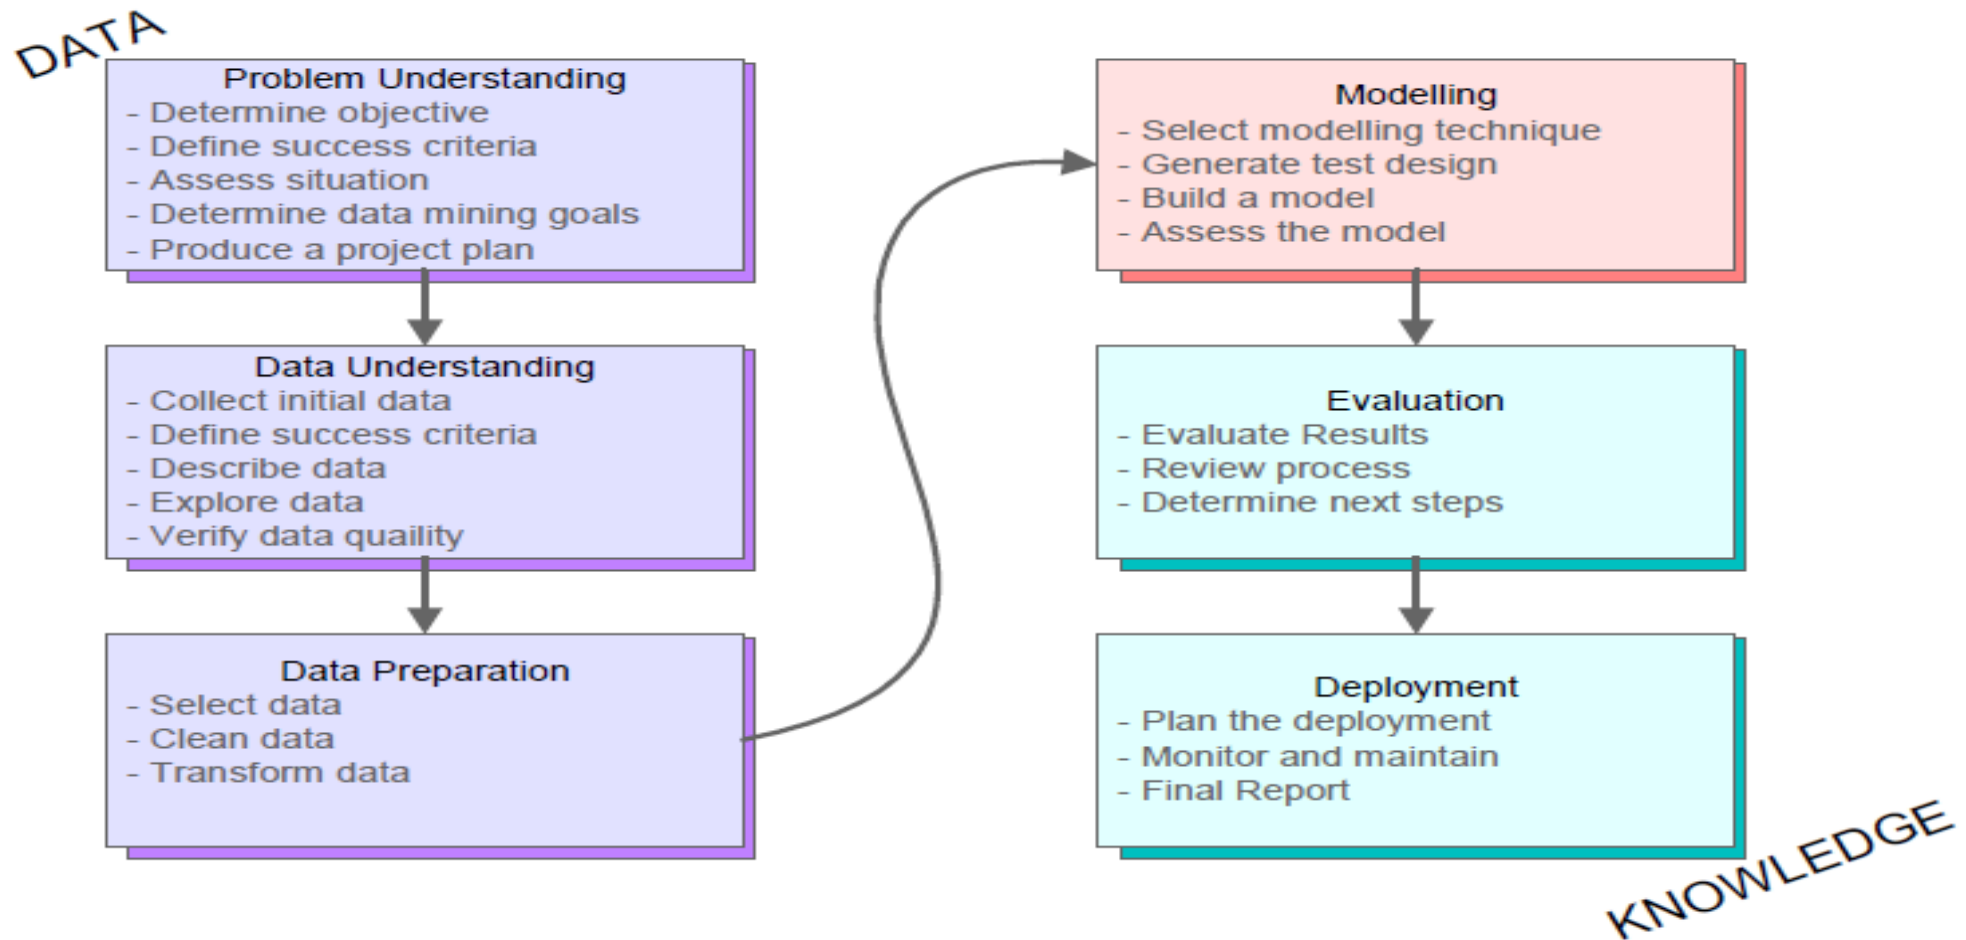 DATA
Problem Understanding
- Determine objective
- Define success criteria
- Assess situation
- Determine data mining goals
- Produce a project plan
Data Understanding
- Collect initial data
- Define success criteria
- Describe data
- Explore data
- Verify data quaility
Data Preparation
- Select data
- Clean data
- Transform data
Modelling
- Select modelling technique
- Generate test design
- Build a model
- Assess the model
Evaluation
- Evaluate Results
- Review process
- Determine next steps
Deployment
- Plan the deployment
- Monitor and maintain
- Final Report
KNOWLEDGE